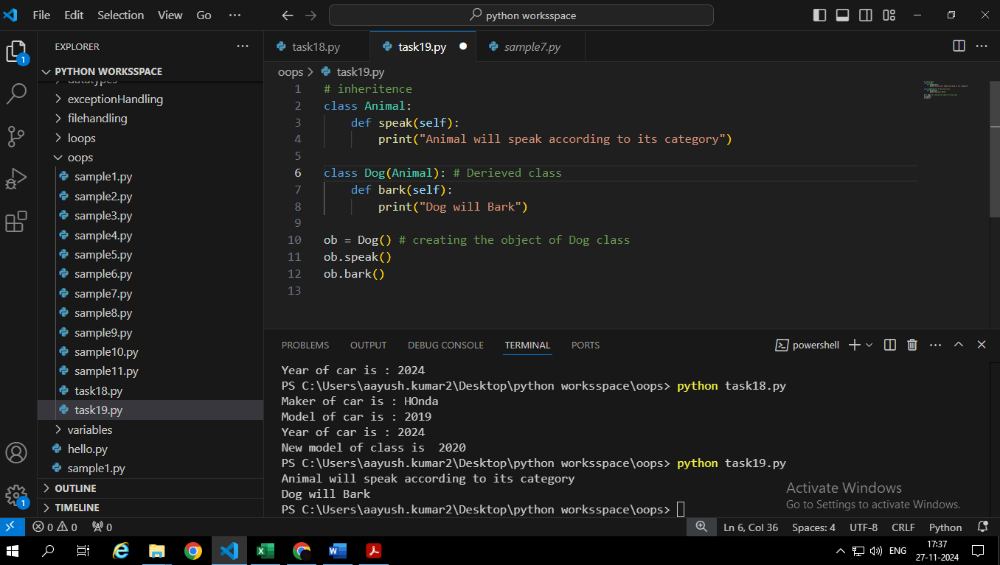 File Edit Selection View Go ··· python worksspace
EXPLORER ···
task18.py task19.py sample7.py
PYTHON WORKSSPACE
oops > task19.py
datatypes
exceptionHandling
filehandling
loops
oops
sample1.py
sample2.py
sample3.py
sample4.py
sample5.py
sample6.py
sample7.py
sample8.py
sample9.py
sample10.py
sample11.py
task18.py
task19.py
variables
hello.py
sample1.py
OUTLINE
TIMELINE
1
1
1 # inheritence
2 class Animal:
3     def speak(self):
4         print("Animal will speak according to its category")
5
6 class Dog(Animal): # Derieved class
7     def bark(self):
8         print("Dog will Bark")
9
10 ob = Dog() # creating the object of Dog class
11 ob.speak()
12 ob.bark()
13
PROBLEMS OUTPUT DEBUG CONSOLE TERMINAL PORTS powershell
Year of car is : 2024
PS C:\Users\aayush.kumar2\Desktop\python worksspace\oops> python task18.py
Maker of car is : HOnda
Model of car is : 2019
Year of car is : 2024
New model of class is  2020
PS C:\Users\aayush.kumar2\Desktop\python worksspace\oops> python task19.py
Animal will speak according to its category
Dog will Bark
PS C:\Users\aayush.kumar2\Desktop\python worksspace\oops>
Activate Windows
Go to Settings to activate Windows.
0 0 0 Ln 6, Col 36 Spaces: 4 UTF-8 CRLF Python
ENG 17:37
27-11-2024